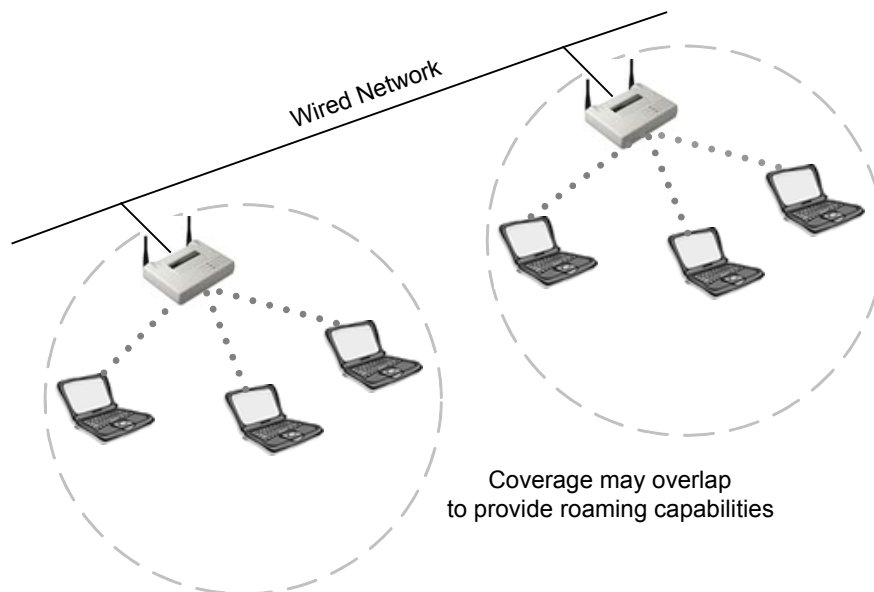 Wired Network
Coverage may overlap
to provide roaming capabilities